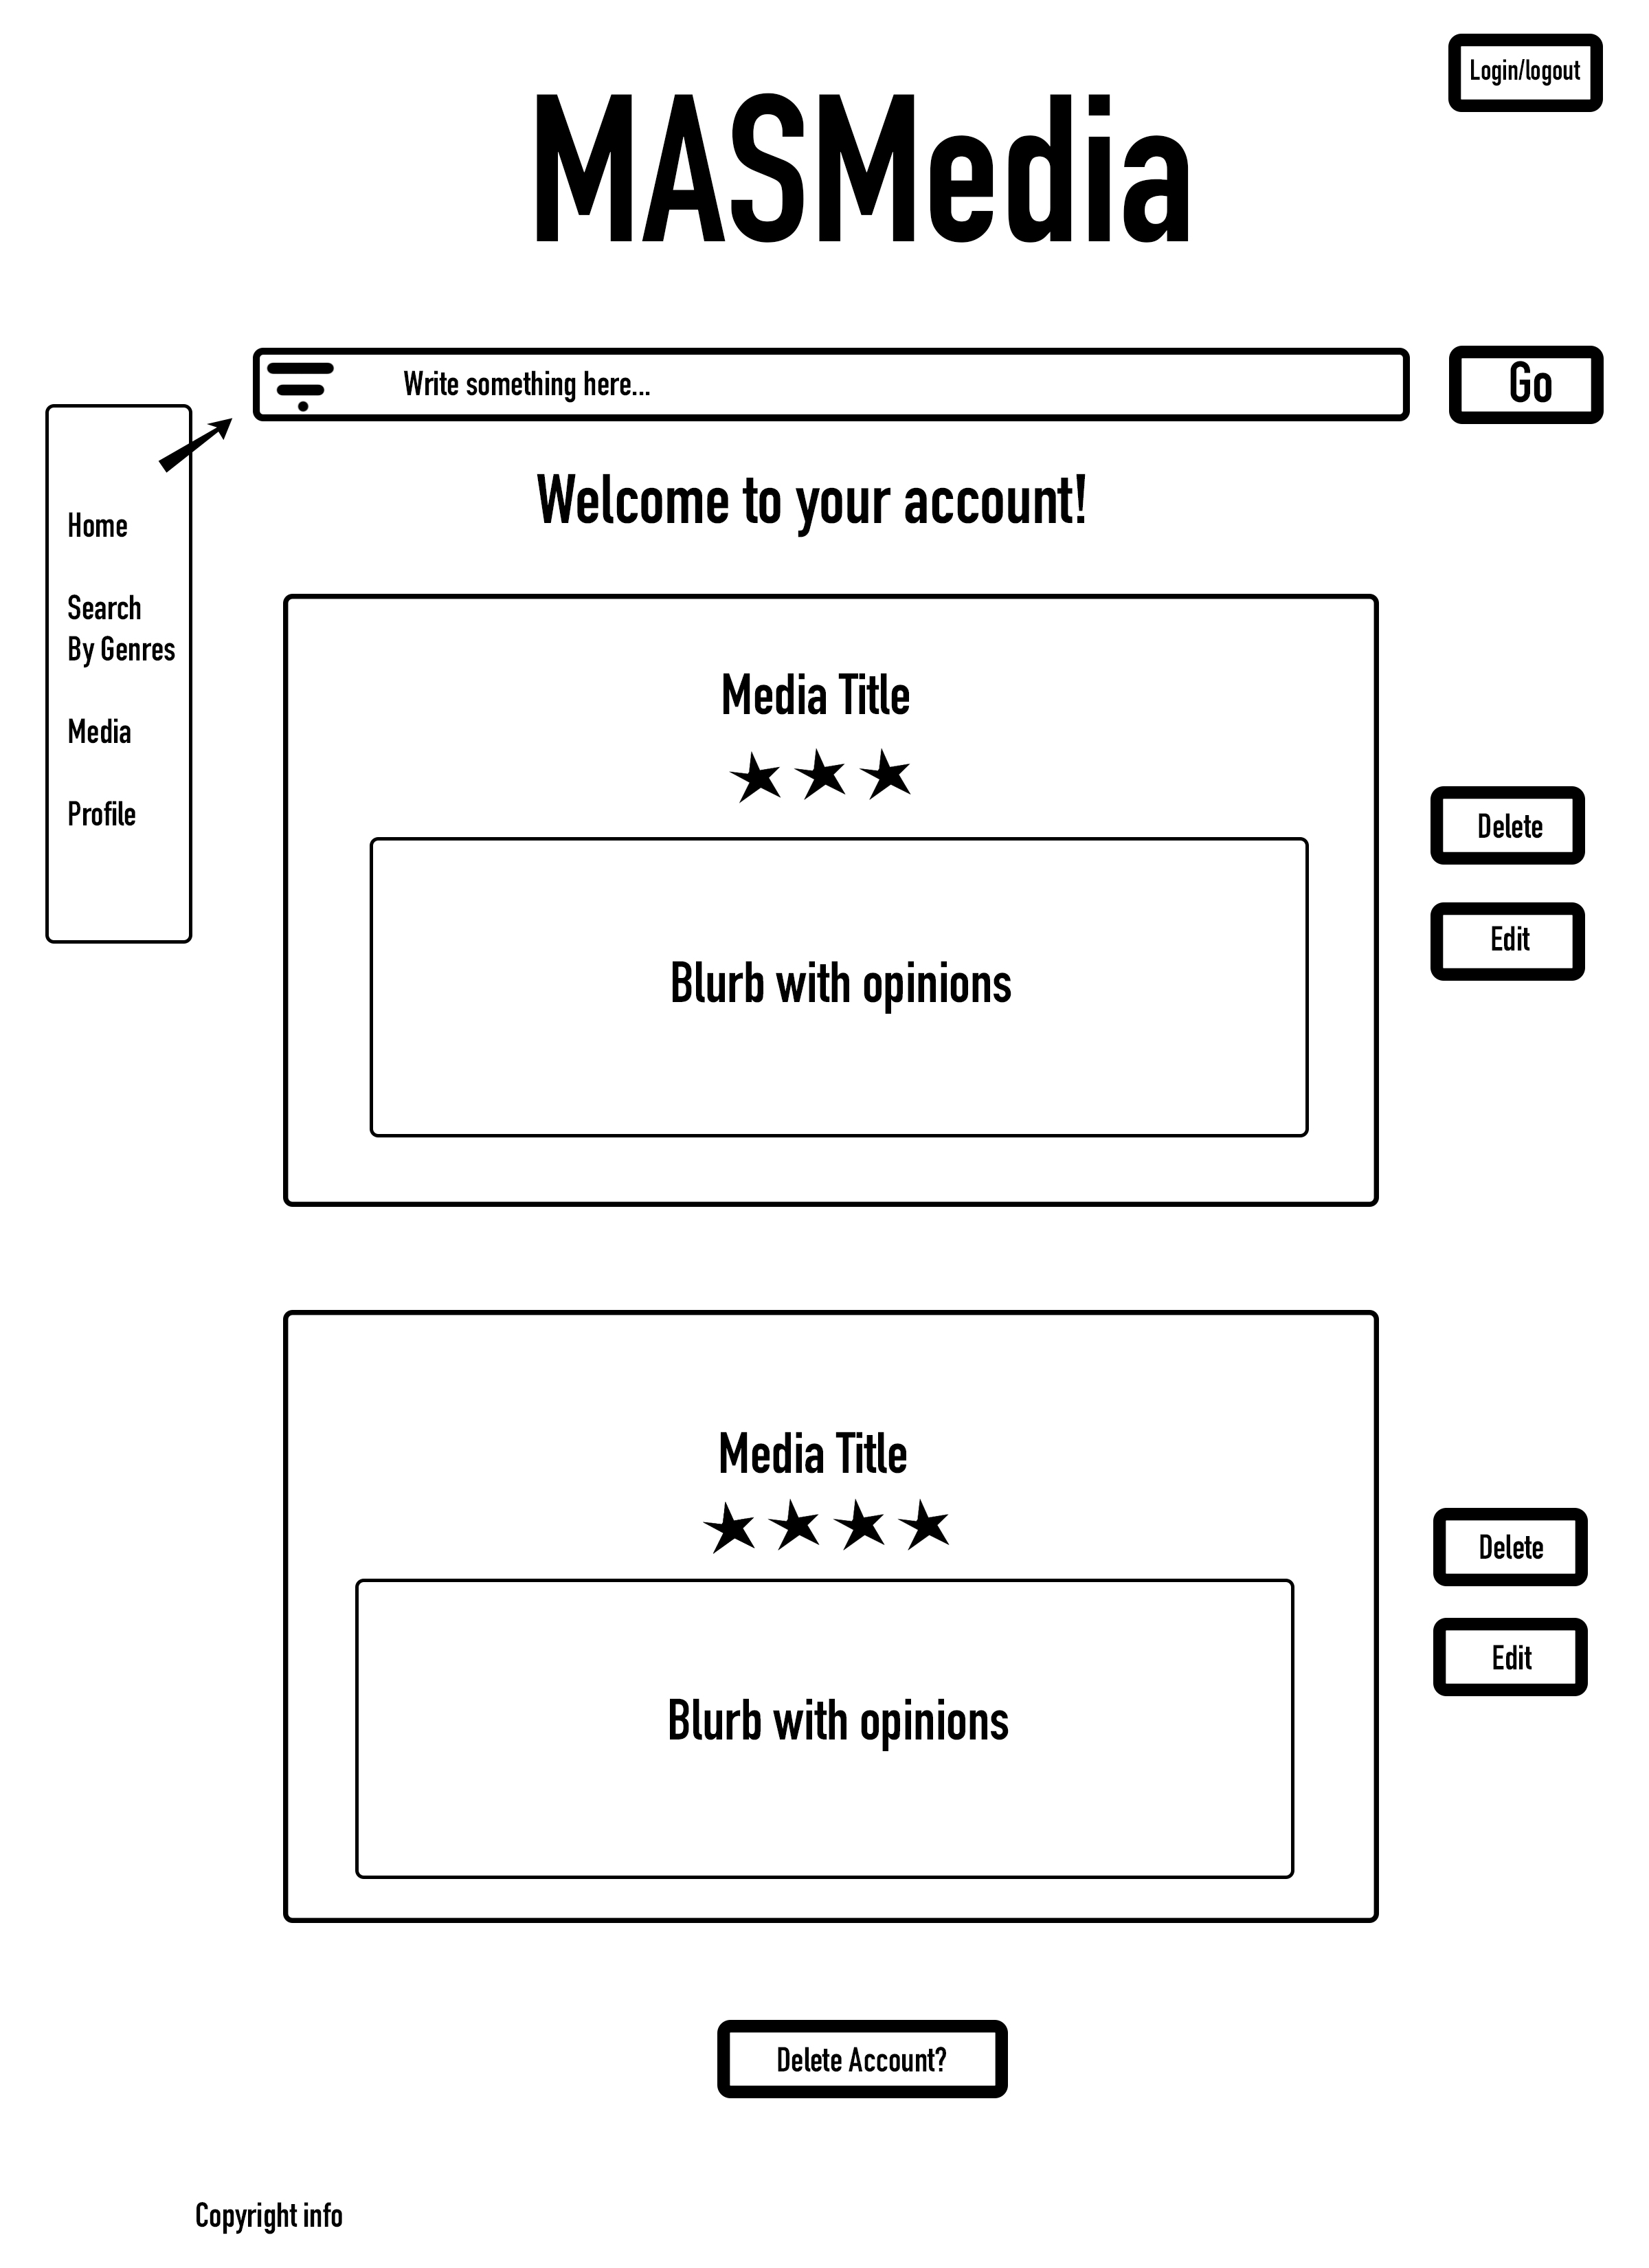 Login/logout
MASMedia
Write something here...
Go
Home
Search
By Genres
Media
Profile
Welcome to your account!
Media Title
Blurb with opinions
Delete
Edit
Media Title
Blurb with opinions
Delete
Edit
Delete Account?
Copyright info